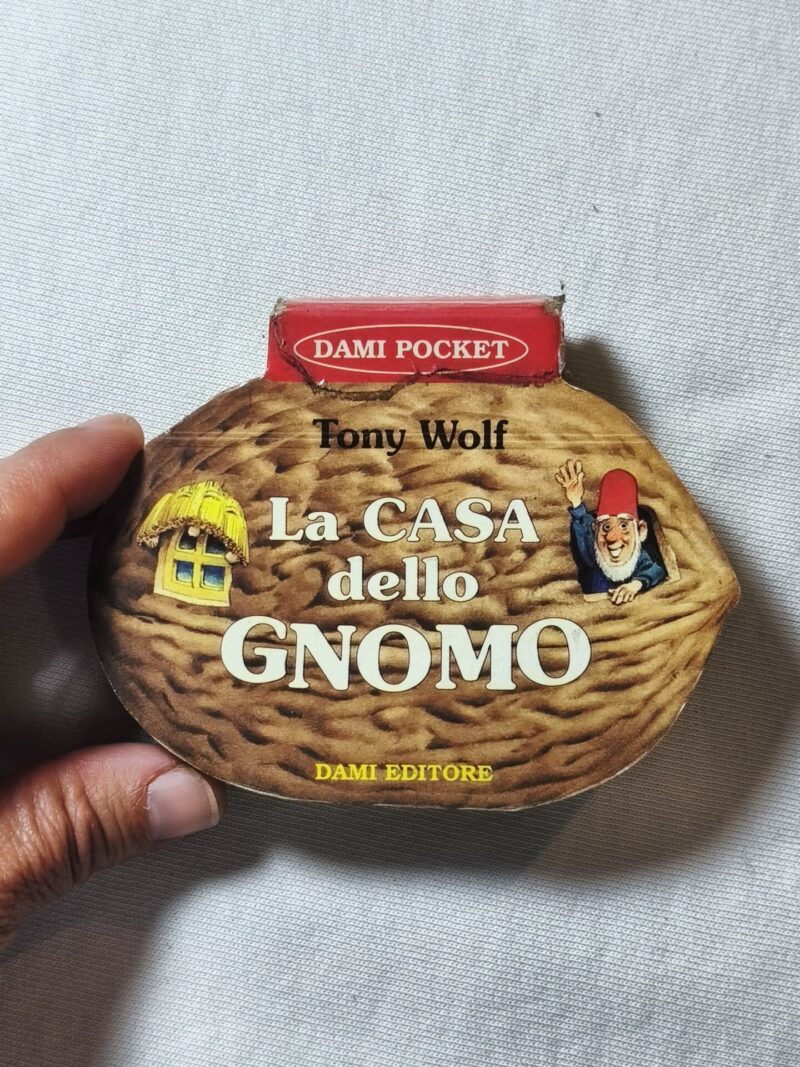 DAMI POCKET
Tony Wolf
La CASA
dello
GNOMO
DAMI EDITORE